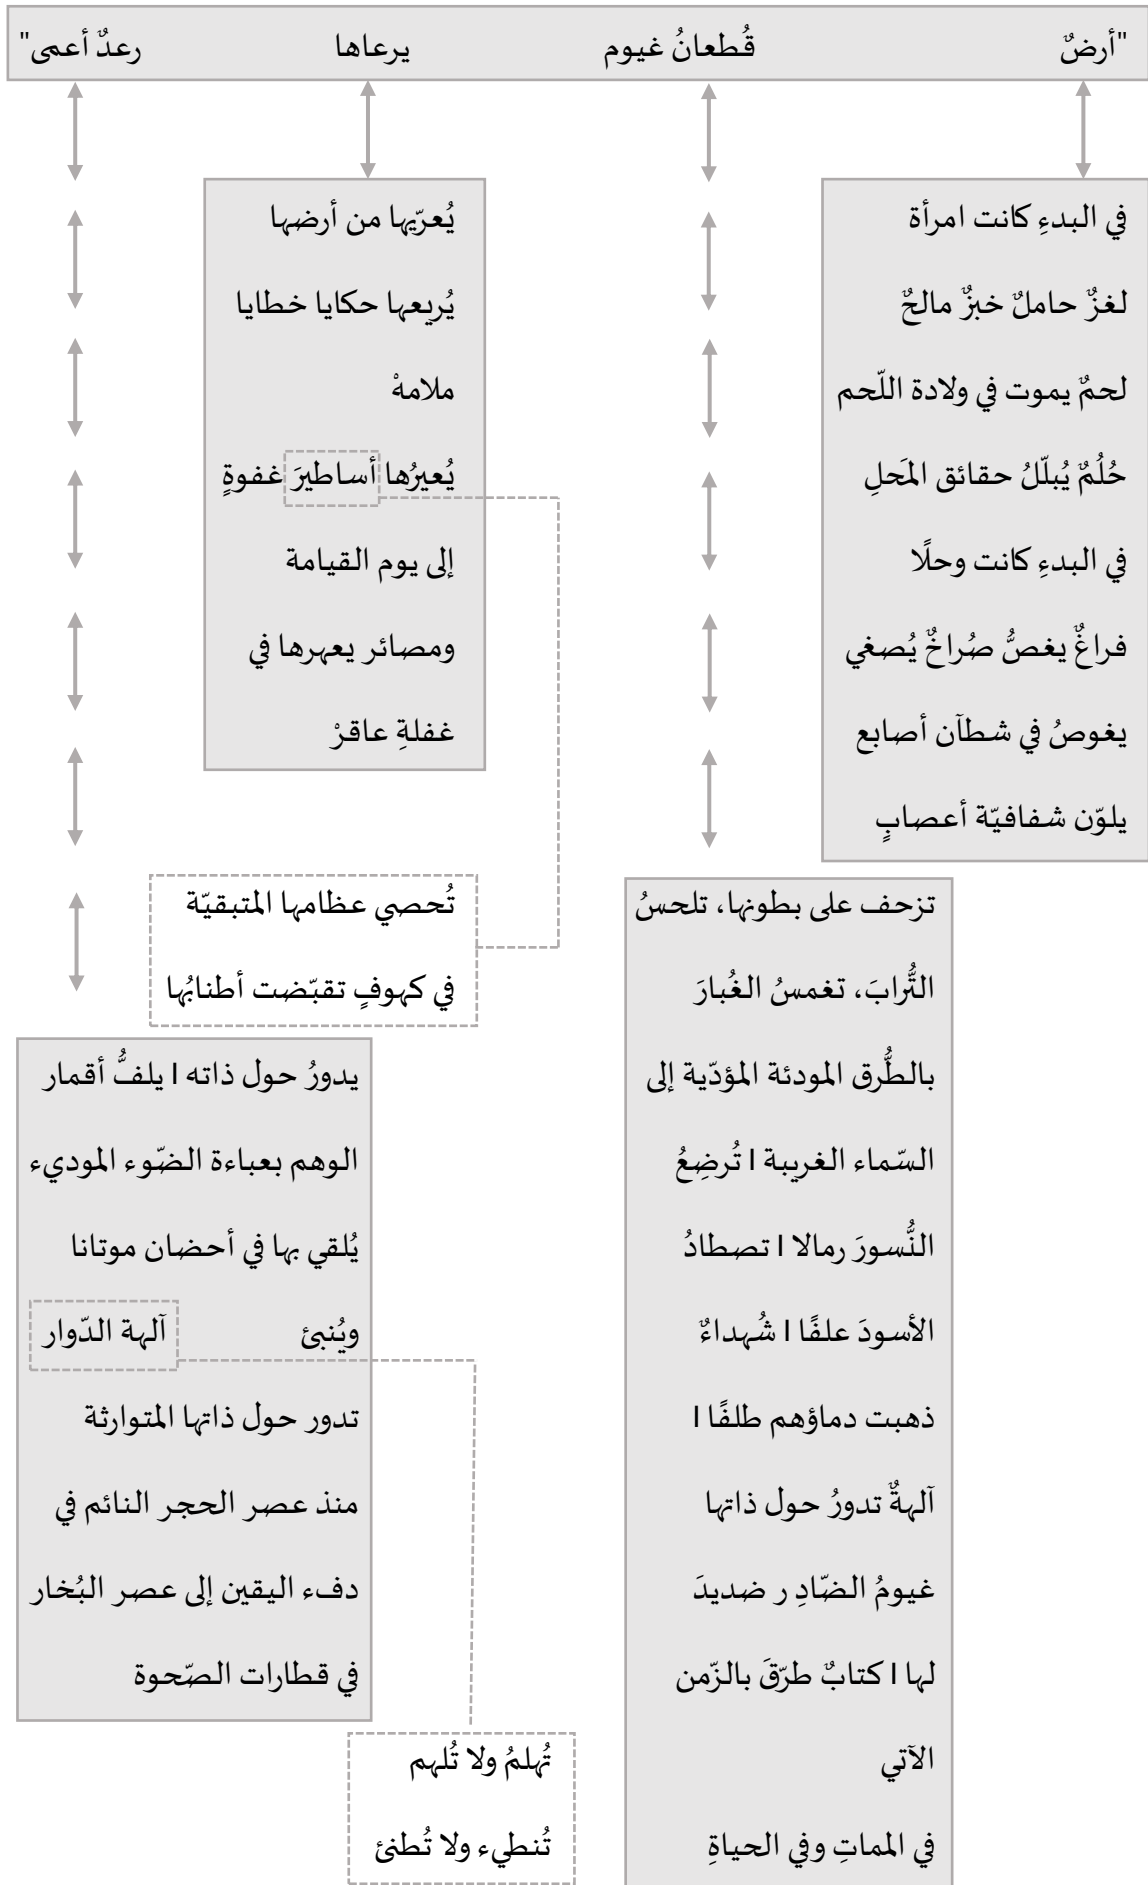 "أرضٌ قُطعانُ غيوم يرعاها رعدٌ أعمى"
في البدءِ كانت امرأة
لغزٌ حاملٌ خبزٌ مالحٌ
لحمٌ يموت في ولادة اللّحم
حُلُمٌ يُبلّلُ حقائق المَحلِ
في البدءِ كانت وحلًا
فراغٌ يغصُّ صُراخٌ يُصغي
يغوصُ في شطآن أصابع
يلوّن شفافيّة أعصابٍ
تزحف على بطونها، تلحسُ
التُّرابَ، تغمسُ الغُبارَ
بالطُّرق المودئة المؤدّية إلى
السّماء الغريبة I تُرضِعُ
النُّسورَ رمالا I تصطادُ
الأسودَ علفًا I شُهداءٌ
ذهبت دماؤهم طلفًا I
آلهةٌ تدورُ حول ذاتها
غيومُ الضّادِ ر ضديدَ
لها I كتابٌ طرّقَ بالزّمن
الآتي
في المماتِ وفي الحياةِ
يُعرّيها من أرضها
يُربعها حكايا خطايا
ملامهْ
يُعيرُها أساطيرَ غفوةٍ
إلى يوم القيامة
ومصائر يعهرها في
غفلةِ عاقرْ
تُحصي عظامها المتبقيّة
في كهوفٍ تقبّضت أطنابُها
يدورُ حول ذاته I يلفُّ أقمار
الوهم بعباءة الضّوء الموديء
يُلقي بها في أحضان موتانا
ويُنبئ آلهة الدّوار
تدور حول ذاتها المتوارثة
منذ عصر الحجر النائم في
دفء اليقين إلى عصر البُخار
في قطارات الصّحوة
تُهلمُ ولا تُلهم
تُنطيء ولا تُطنئ